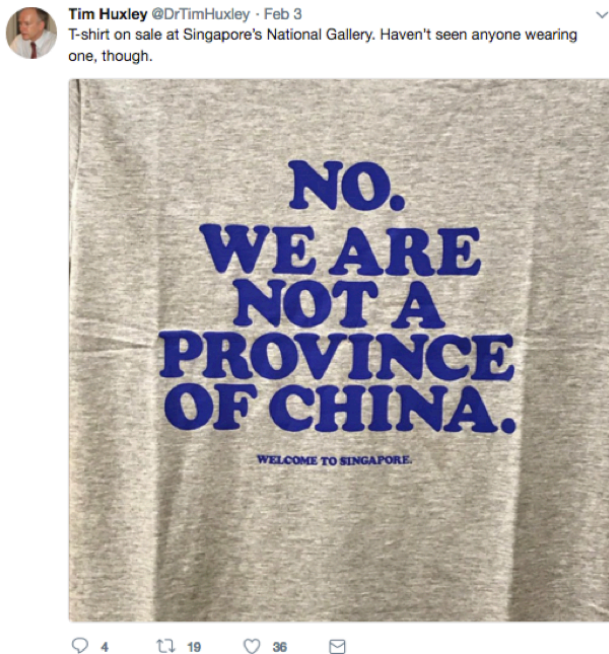 Tim Huxley @DrTimHuxley · Feb 3
T-shirt on sale at Singapore's National Gallery. Haven't seen anyone wearing
one, though.
NO.
WE ARE
NOT A
PROVINCE
OF CHINA.
WELCOME TO SINGAPORE.
4 19 36